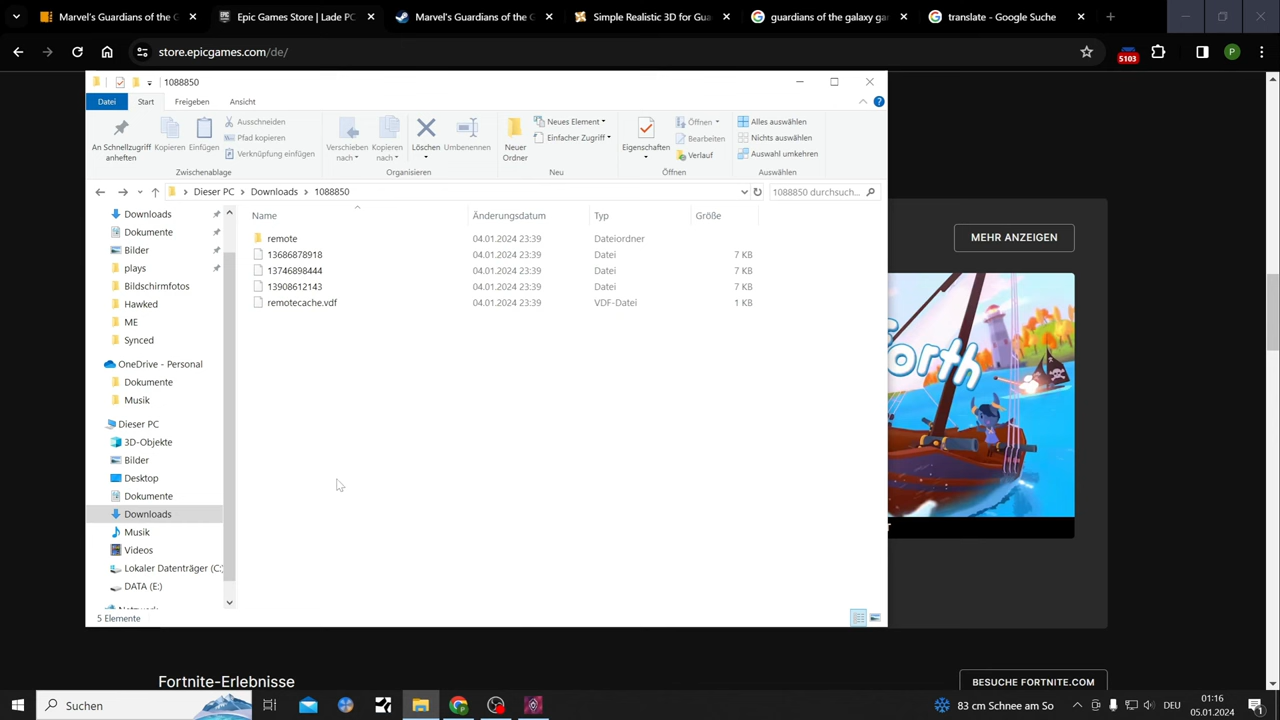 Marvel's Guardians of the G
Epic Games Store | Lade PC
Marvel's Guardians of the G
Simple Realistic 3D for Gua
guardians of the galaxy ga
translate - Google Suche
store.epicgames.com/de/
5103
P
1088850
Datei Start Freigeben Ansicht
An Schnellzugriff anheften
Kopieren
Einfügen
Ausschneiden
Pfad kopieren
Verknüpfung einfügen
Zwischenablage
Verschieben nach
Kopieren nach
Löschen
Umbenennen
Organisieren
Neuer Ordner
Neues Element
Einfacher Zugriff
Neu
Eigenschaften
Öffnen
Bearbeiten
Verlauf
Öffnen
Alles auswählen
Nichts auswählen
Auswahl umkehren
Auswählen
Dieser PC > Downloads > 1088850
1088850 durchsuch...
Name Änderungsdatum Typ Größe
remote 04.01.2024 23:39 Dateiordner
13686878918 04.01.2024 23:39 Datei 7 KB
13746898444 04.01.2024 23:39 Datei 7 KB
13908612143 04.01.2024 23:39 Datei 7 KB
remotecache.vdf 04.01.2024 23:39 VDF-Datei 1 KB
Downloads
Dokumente
Bilder
plays
Bildschirmfotos
Hawked
ME
Synced
OneDrive - Personal
Dokumente
Musik
Dieser PC
3D-Objekte
Bilder
Desktop
Dokumente
Downloads
Musik
Videos
Lokaler Datenträger (C:)
DATA (E:)
Netzwerk
5 Elemente
MEHR ANZEIGEN
orth
Fortnite-Erlebnisse
BESUCHE FORTNITE.COM
Suchen
83 cm Schnee am So
DEU
01:16
05.01.2024
1